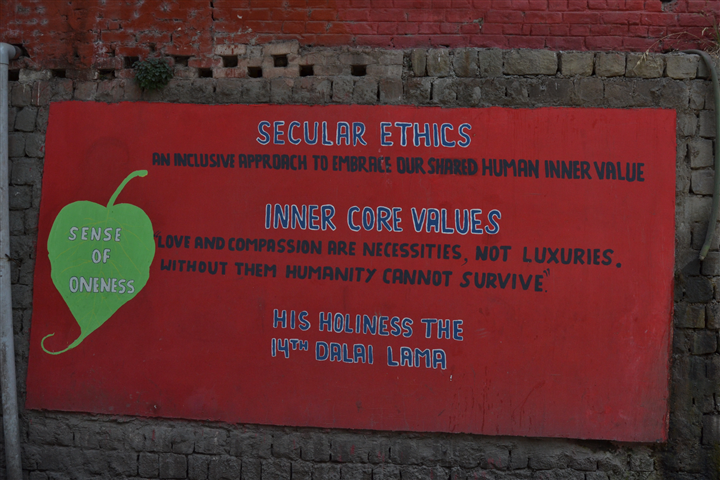 SECULAR ETHICS
AN INCLUSIVE APPROACH TO EMBRACE OUR SHARED HUMAN INNER VALUE
INNER CORE VALUES
"LOVE AND COMPASSION ARE NECESSITIES, NOT LUXURIES.
WITHOUT THEM HUMANITY CANNOT SURVIVE"
HIS HOLINESS THE
14TH DALAI LAMA
SENSE
OF
ONENESS